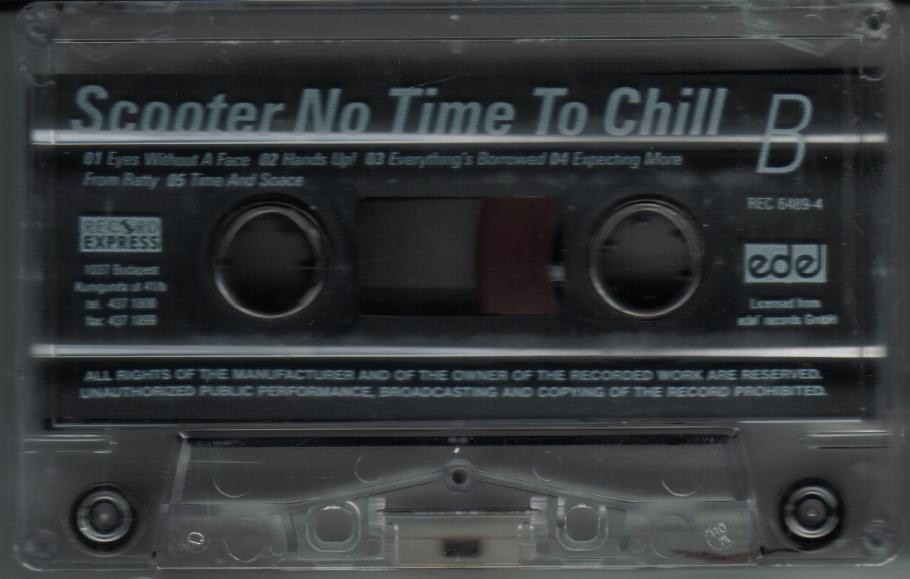 Scooter No Time To Chill
B
01 Eyes Without A Face 02 Hands Up! 03 Everything's Borrowed 04 Expecting More
From Ratty 05 Time And Space
REC 6489-4
RECORD
EXPRESS
1037 Budapest
Kunigunda út 41/b
tel. 437 1800
fax: 437 1899
edel
Licensed from
edel records GmbH
ALL RIGHTS OF THE MANUFACTURER AND OF THE OWNER OF THE RECORDED WORK ARE RESERVED.
UNAUTHORIZED PUBLIC PERFORMANCE, BROADCASTING AND COPYING OF THE RECORD PROHIBITED.